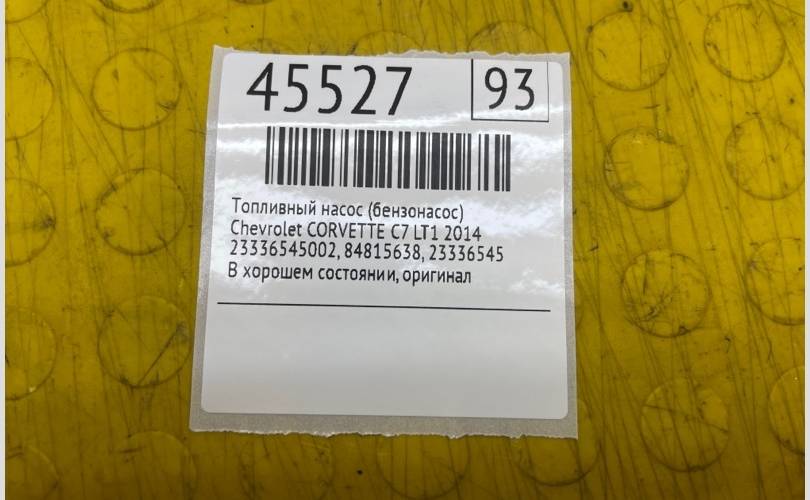 45527 93
Топливный насос (бензонасос)
Chevrolet CORVETTE C7 LT1 2014
23336545002, 84815638, 23336545
В хорошем состоянии, оригинал